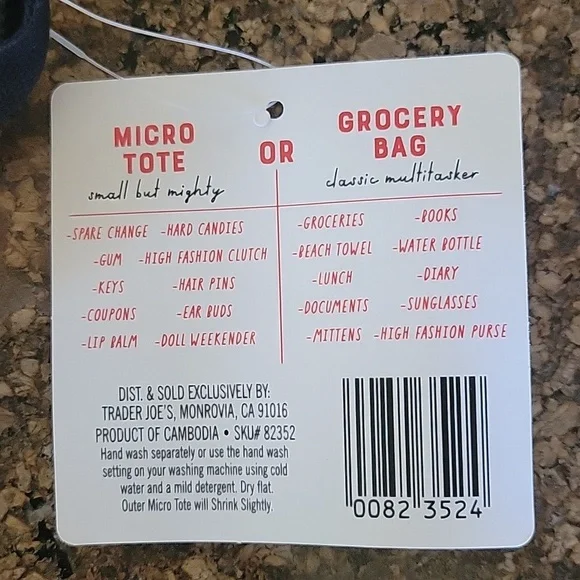 MICRO
TOTE
small but mighty
OR
GROCERY
BAG
classic multitasker
-SPARE CHANGE -HARD CANDIES
-GUM -HIGH FASHION CLUTCH
-KEYS -HAIR PINS
-COUPONS -EAR BUDS
-LIP BALM -DOLL WEEKENDER
-GROCERIES -BOOKS
-BEACH TOWEL -WATER BOTTLE
-LUNCH -DIARY
-DOCUMENTS -SUNGLASSES
-MITTENS -HIGH FASHION PURSE
DIST. & SOLD EXCLUSIVELY BY:
TRADER JOE'S, MONROVIA, CA 91016
PRODUCT OF CAMBODIA • SKU# 82352
Hand wash separately or use the hand wash
setting on your washing machine using cold
water and a mild detergent. Dry flat.
Outer Micro Tote will Shrink Slightly.
0082 3524